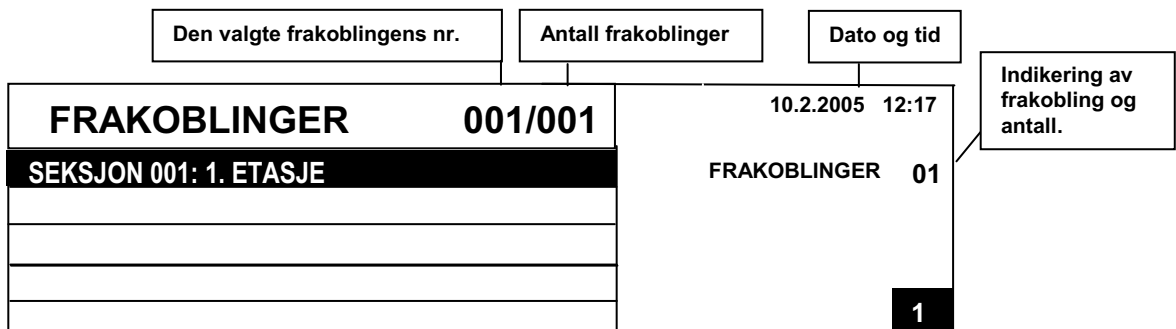 Den valgte frakoblingens nr.
Antall frakoblinger
Dato og tid
Indikering av
frakobling og
antall.
FRAKOBLINGER 001/001
10.2.2005 12:17
SEKSJON 001: 1. ETASJE
FRAKOBLINGER 01
1